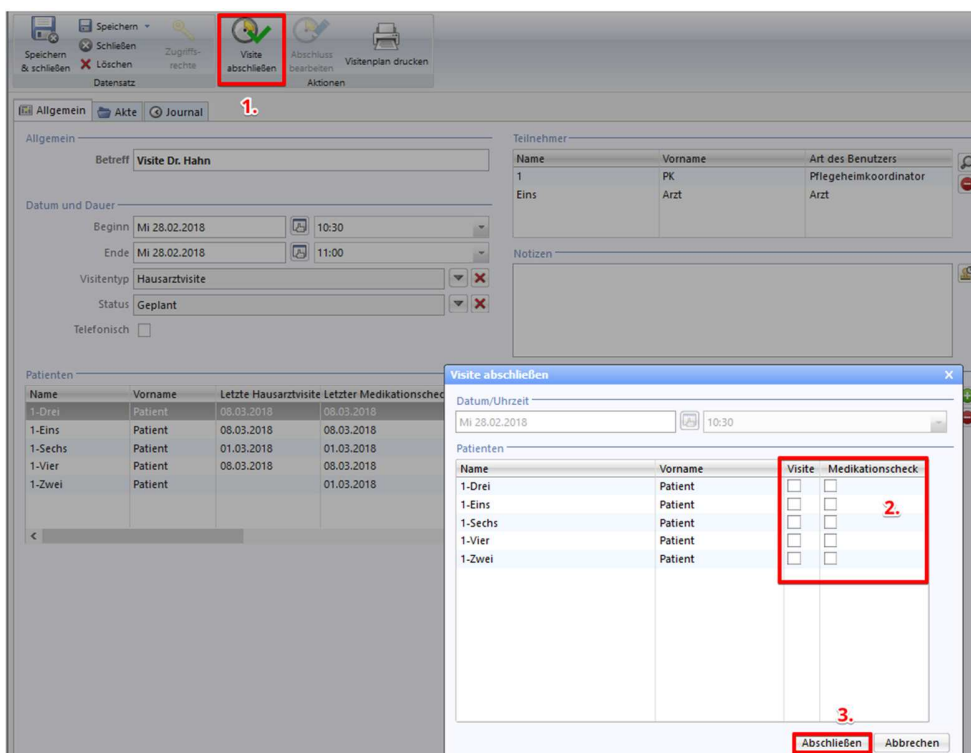 Speichern & schließen
Speichern
Schließen
Löschen
Zugriffs-rechte
Datensatz
Visite abschließen
Abschluss bearbeiten
Visitenplan drucken
Aktionen
1.
Allgemein Akte Journal
Allgemein
Betreff Visite Dr. Hahn
Datum und Dauer
Beginn Mi 28.02.2018 10:30
Ende Mi 28.02.2018 11:00
Visitentyp Hausarztvisite
Status Geplant
Telefonisch
Teilnehmer
Name Vorname Art des Benutzers
1 PK Pflegeheimkoordinator
Eins Arzt Arzt
Notizen
Patienten
Name Vorname Letzte Hausarztvisite Letzter Medikationschec
1-Drei Patient 08.03.2018 08.03.2018
1-Eins Patient 08.03.2018 08.03.2018
1-Sechs Patient 01.03.2018 01.03.2018
1-Vier Patient 08.03.2018 08.03.2018
1-Zwei Patient 01.03.2018
Visite abschließen
Datum/Uhrzeit
Mi 28.02.2018 10:30
Patienten
Name Vorname Visite Medikationscheck
1-Drei Patient
1-Eins Patient
2.
1-Sechs Patient
1-Vier Patient
1-Zwei Patient
3.
Abschließen Abbrechen